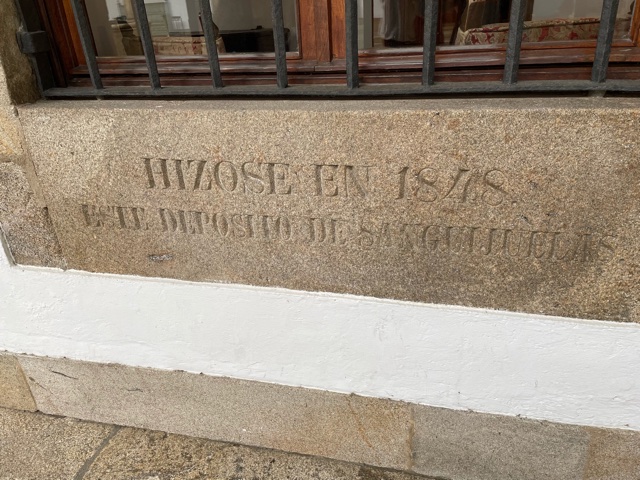 HIZOSE EN 1848
ESTE DEPOSITO DE SANGUIJUELAS